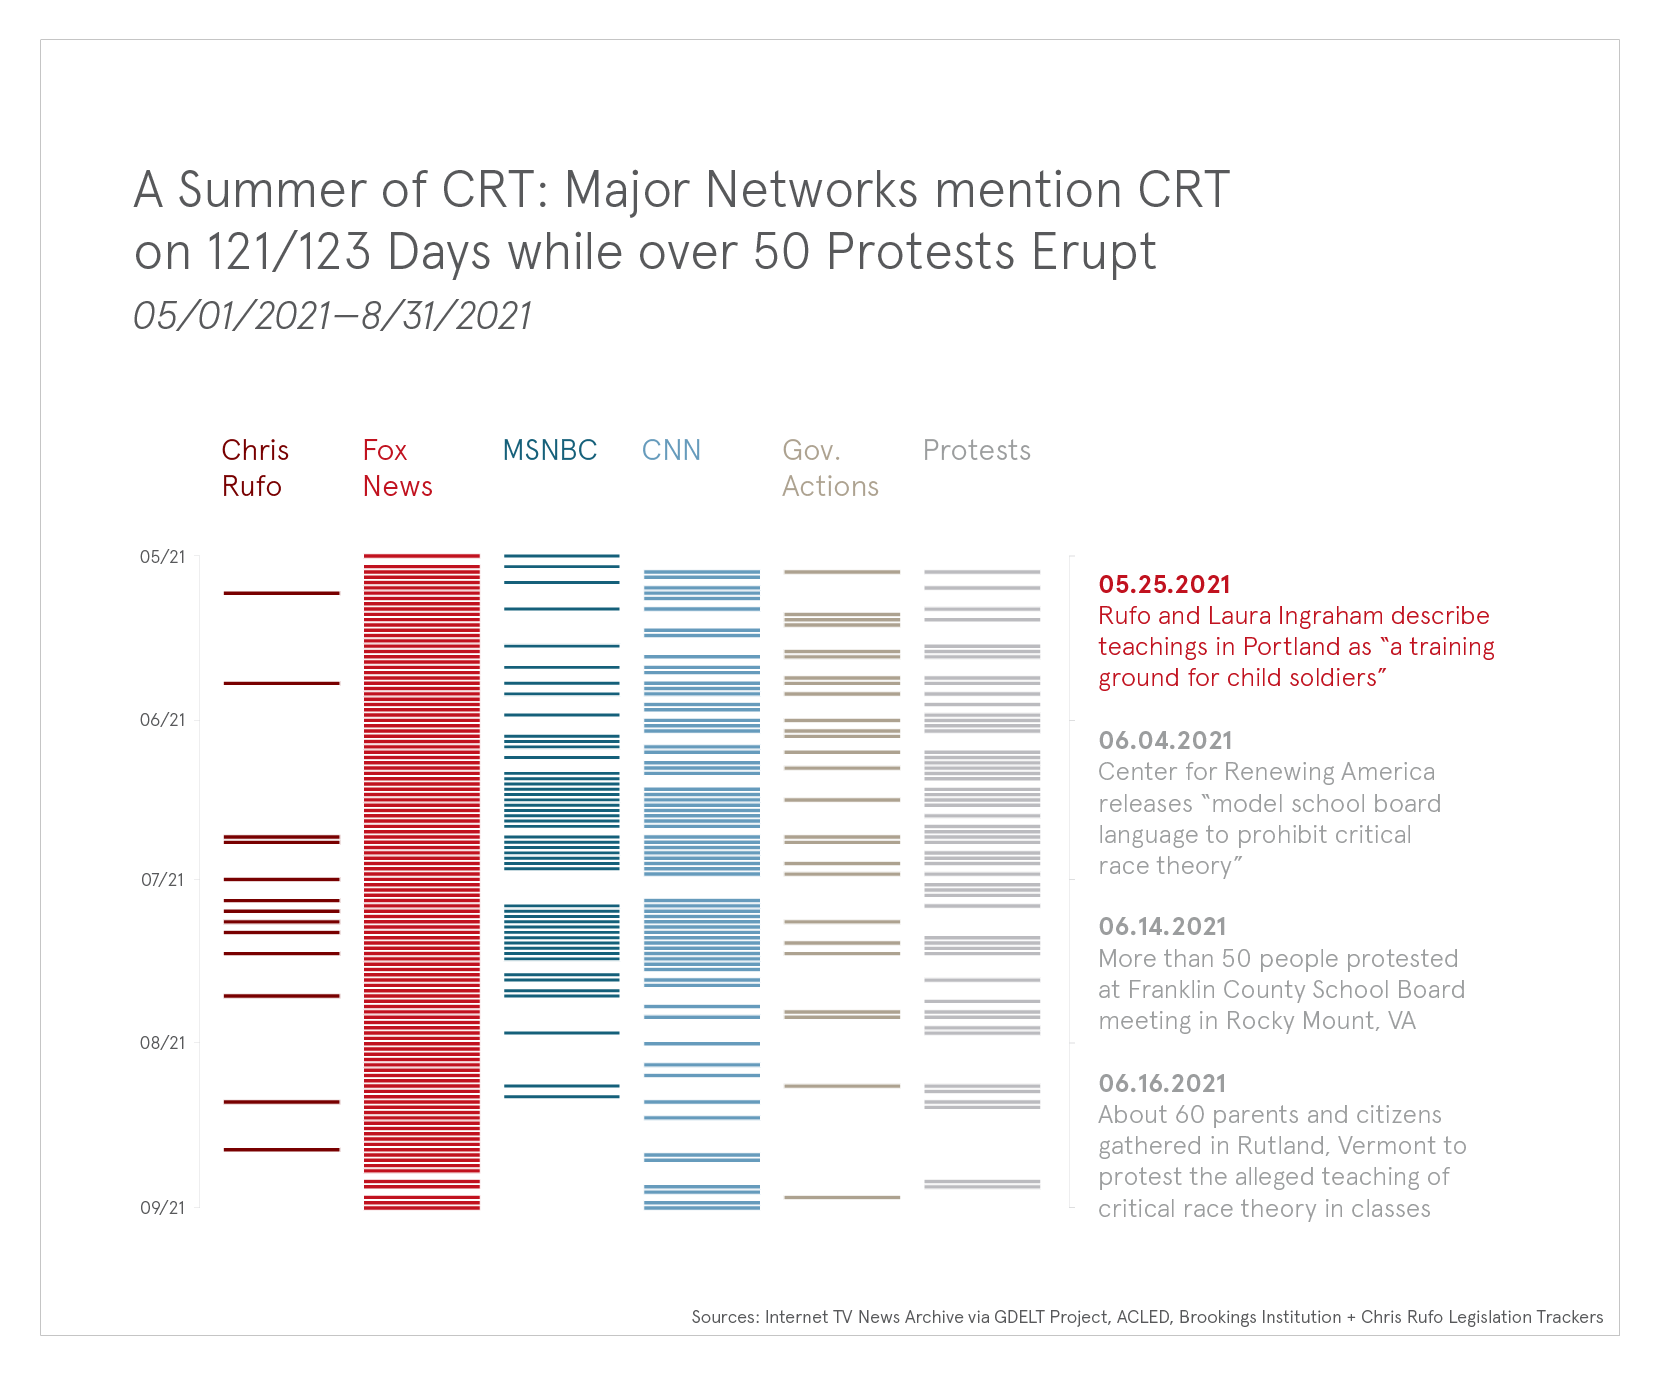 A Summer of CRT: Major Networks mention CRT
on 121/123 Days while over 50 Protests Erupt
05/01/2021—8/31/2021
Chris
Rufo
Fox
News
MSNBC
CNN
Gov.
Actions
Protests
05/21
06/21
07/21
08/21
09/21
05.25.2021
Rufo and Laura Ingraham describe
teachings in Portland as “a training
ground for child soldiers”
06.04.2021
Center for Renewing America
releases “model school board
language to prohibit critical
race theory”
06.14.2021
More than 50 people protested
at Franklin County School Board
meeting in Rocky Mount, VA
06.16.2021
About 60 parents and citizens
gathered in Rutland, Vermont to
protest the alleged teaching of
critical race theory in classes
Sources: Internet TV News Archive via GDELT Project, ACLED, Brookings Institution + Chris Rufo Legislation Trackers